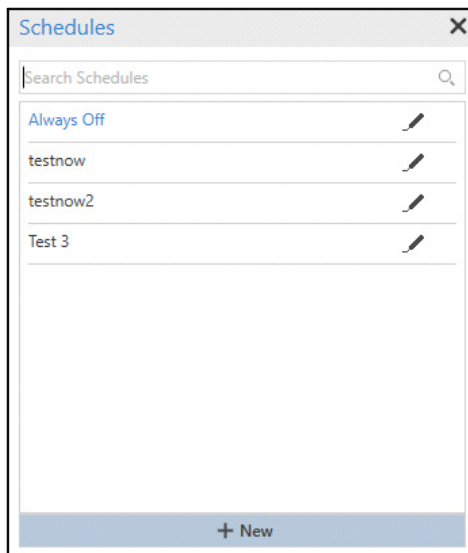 Schedules
Search Schedules
Always Off
testnow
testnow2
Test 3
+ New